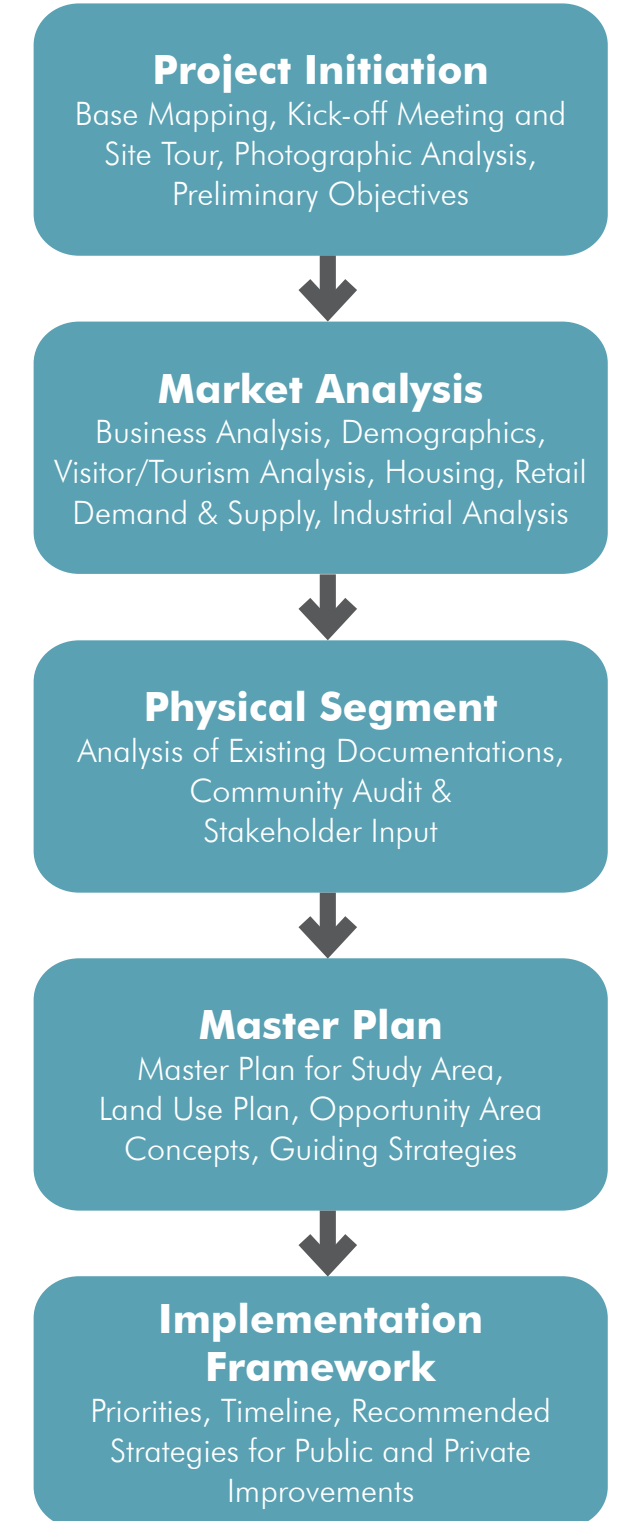 Project Initiation
Base Mapping, Kick-off Meeting and
Site Tour, Photographic Analysis,
Preliminary Objectives
Market Analysis
Business Analysis, Demographics,
Visitor/Tourism Analysis, Housing, Retail
Demand & Supply, Industrial Analysis
Physical Segment
Analysis of Existing Documentations,
Community Audit &
Stakeholder Input
Master Plan
Master Plan for Study Area,
Land Use Plan, Opportunity Area
Concepts, Guiding Strategies
Implementation
Framework
Priorities, Timeline, Recommended
Strategies for Public and Private
Improvements